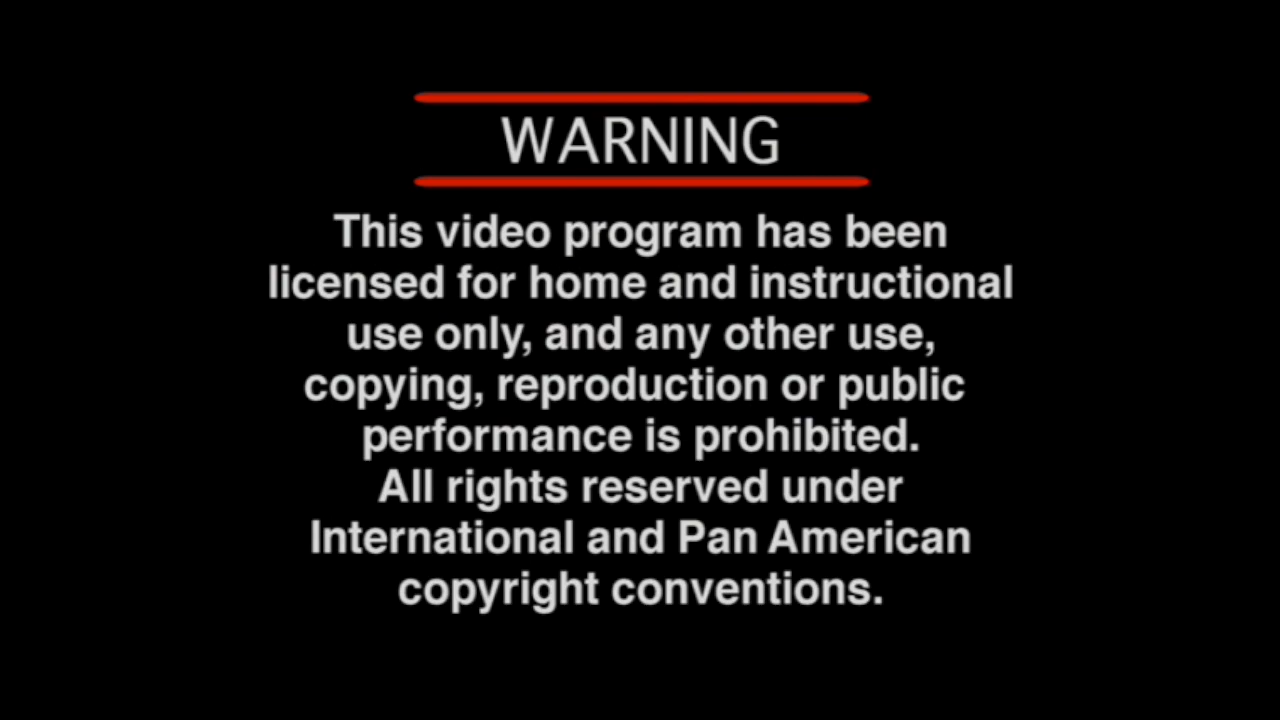 WARNING
This video program has been
licensed for home and instructional
use only, and any other use,
copying, reproduction or public
performance is prohibited.
All rights reserved under
International and Pan American
copyright conventions.